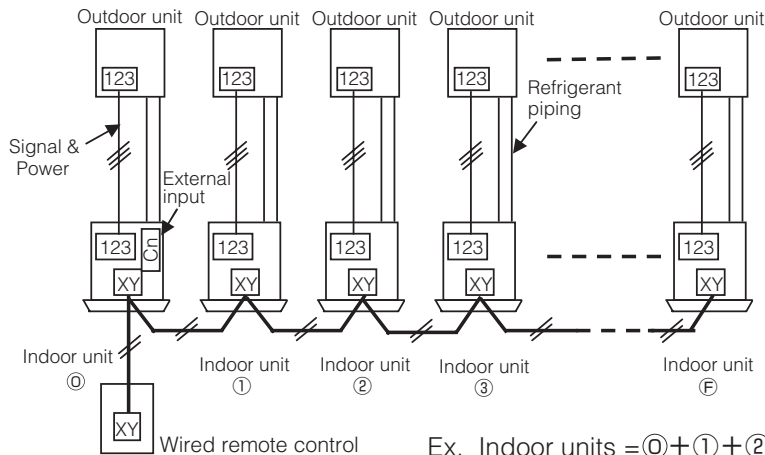 Outdoor unit Outdoor unit Outdoor unit Outdoor unit Outdoor unit
123 123 123 123 123
Refrigerant
piping
Signal &
Power
External
input
123 Cn 123 123 123 123
XY XY XY XY XY
Indoor unit Indoor unit Indoor unit Indoor unit Indoor unit
⓪ ① ② ③ Ⓕ
XY
Wired remote control
Ex. Indoor units =⓪+①+②